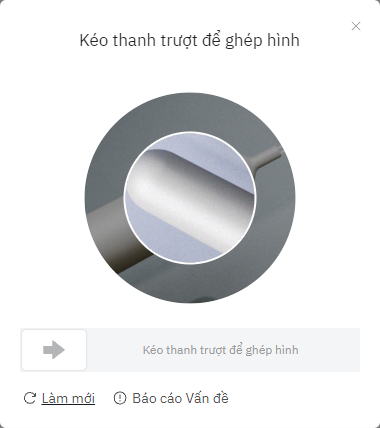 Kéo thanh trượt để ghép hình
Kéo thanh trượt để ghép hình
Làm mới
Báo cáo Vấn đề